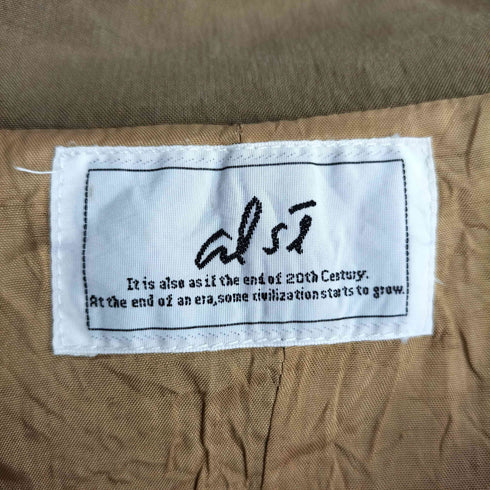 al si
It is also as if the end of 20th Century.
At the end of an era, some civilization starts to grow.